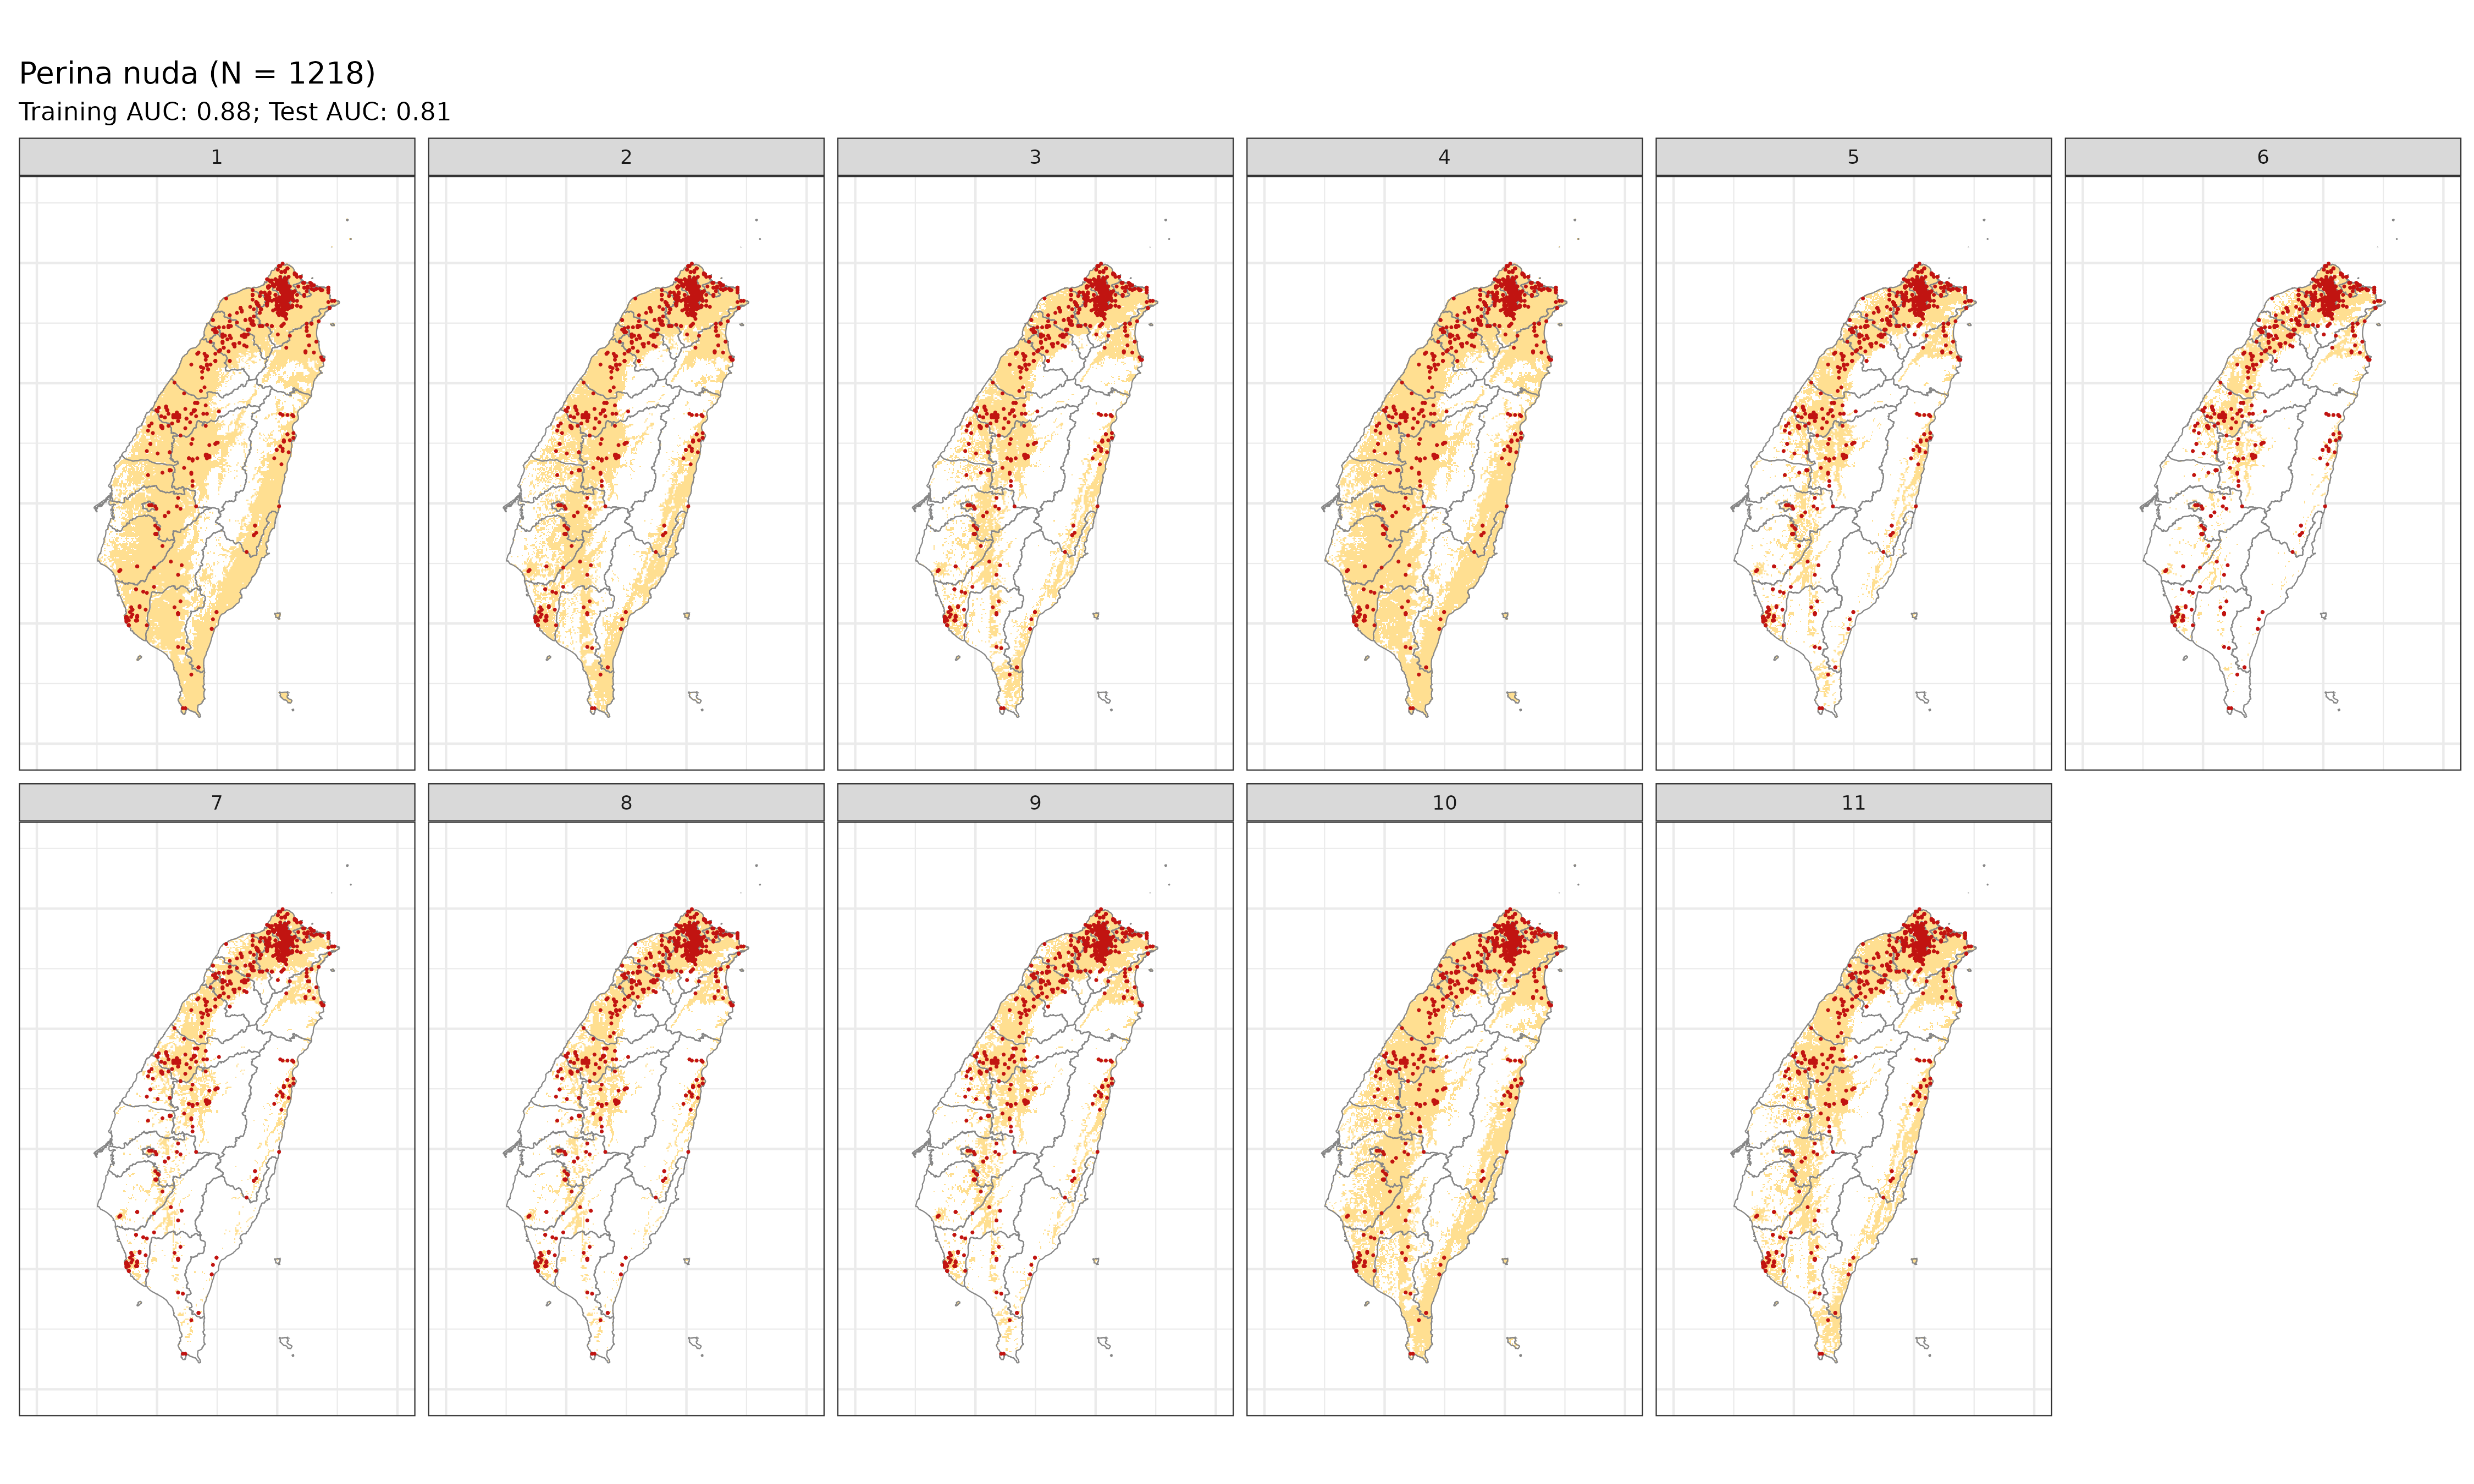 Perina nuda (N = 1218)
Training AUC: 0.88; Test AUC: 0.81
1 2 3 4 5 6
7 8 9 10 11